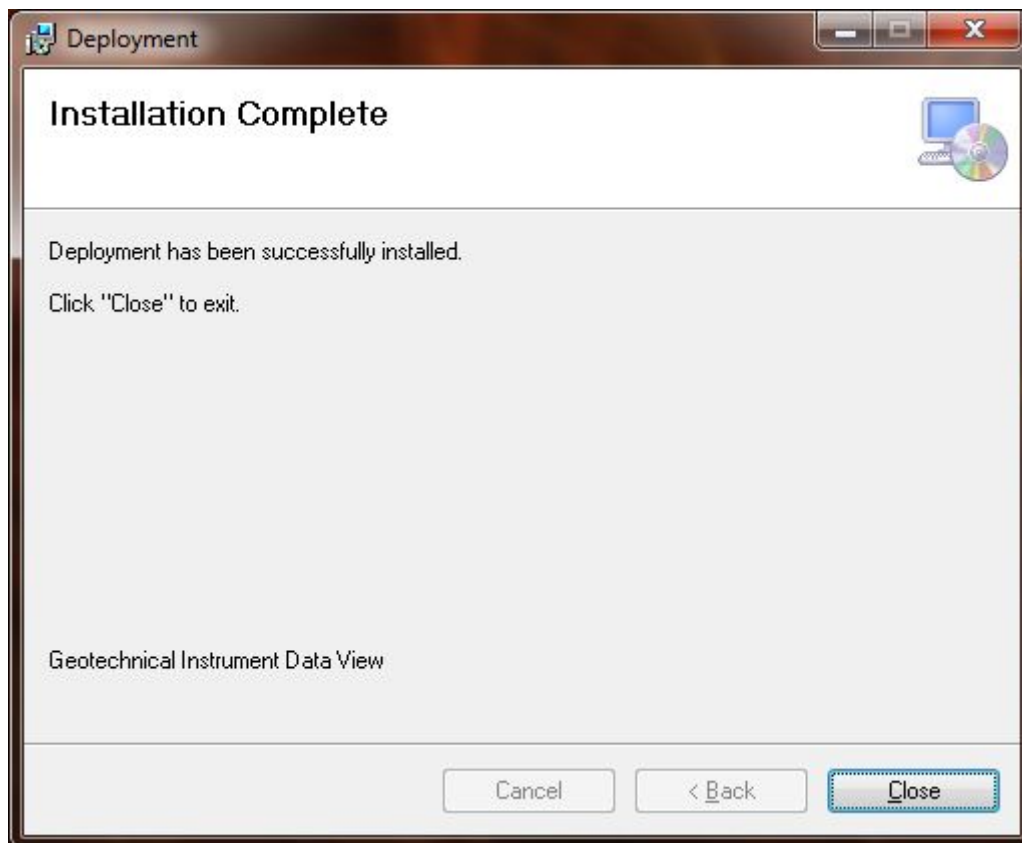 Deployment
Installation Complete
Deployment has been successfully installed.
Click "Close" to exit.
Geotechnical Instrument Data View
Cancel
< Back
Close